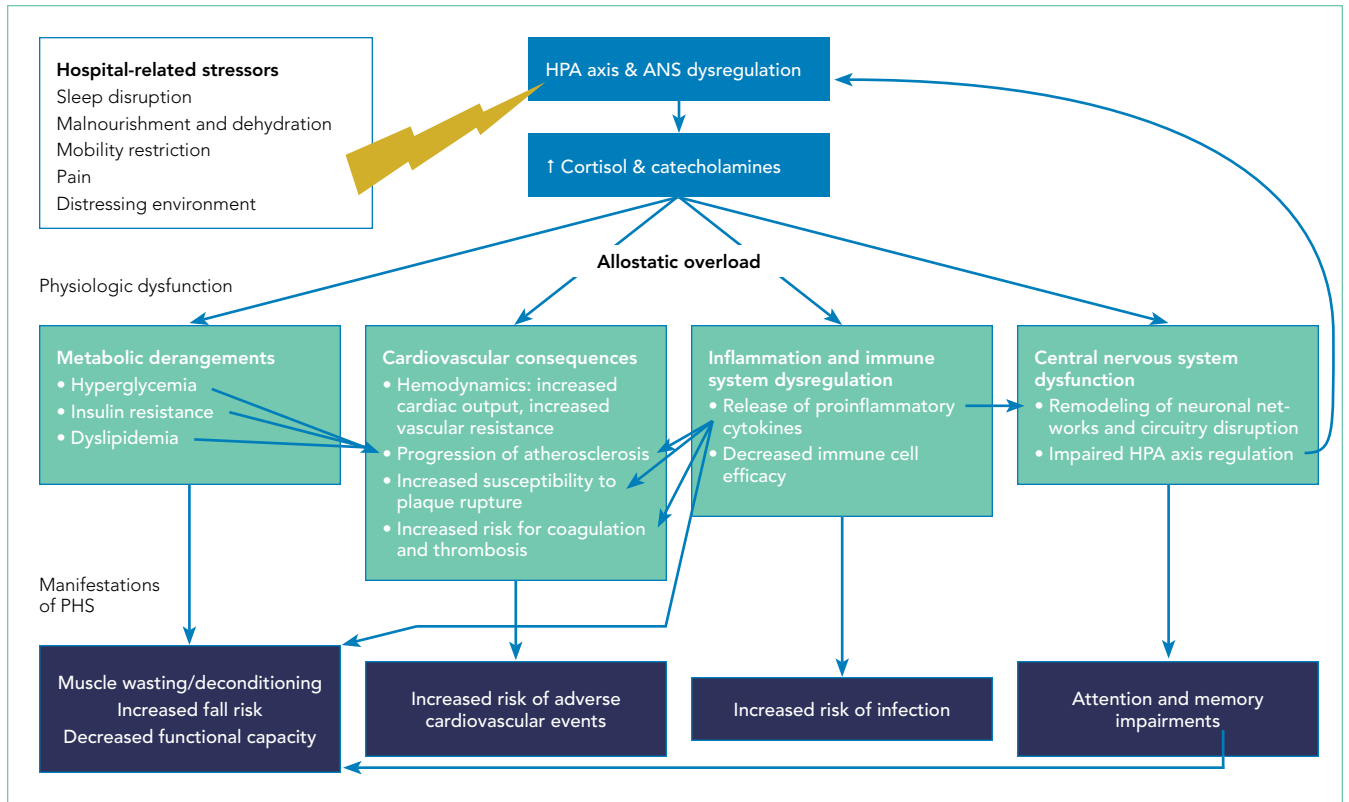 Hospital-related stressors
Sleep disruption
Malnourishment and dehydration
Mobility restriction
Pain
Distressing environment
HPA axis & ANS dysregulation
↑ Cortisol & catecholamines
Allostatic overload
Physiologic dysfunction
Metabolic derangements
• Hyperglycemia
• Insulin resistance
• Dyslipidemia
Cardiovascular consequences
• Hemodynamics: increased
cardiac output, increased
vascular resistance
• Progression of atherosclerosis
• Increased susceptibility to
plaque rupture
• Increased risk for coagulation
and thrombosis
Inflammation and immune
system dysregulation
• Release of proinflammatory
cytokines
• Decreased immune cell
efficacy
Central nervous system
dysfunction
• Remodeling of neuronal net-
works and circuitry disruption
• Impaired HPA axis regulation
Manifestations
of PHS
Muscle wasting/deconditioning
Increased fall risk
Decreased functional capacity
Increased risk of adverse
cardiovascular events
Increased risk of infection
Attention and memory
impairments